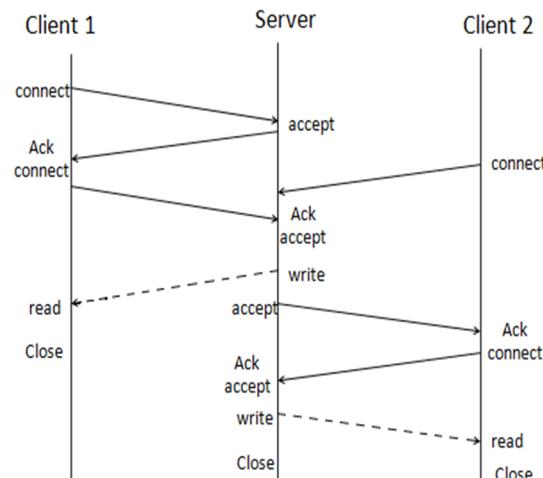 Client 1
Server
Client 2
connect
accept
Ack
connect
connect
Ack
accept
write
read
accept
Ack
connect
Close
Ack
accept
write
read
Close
Close